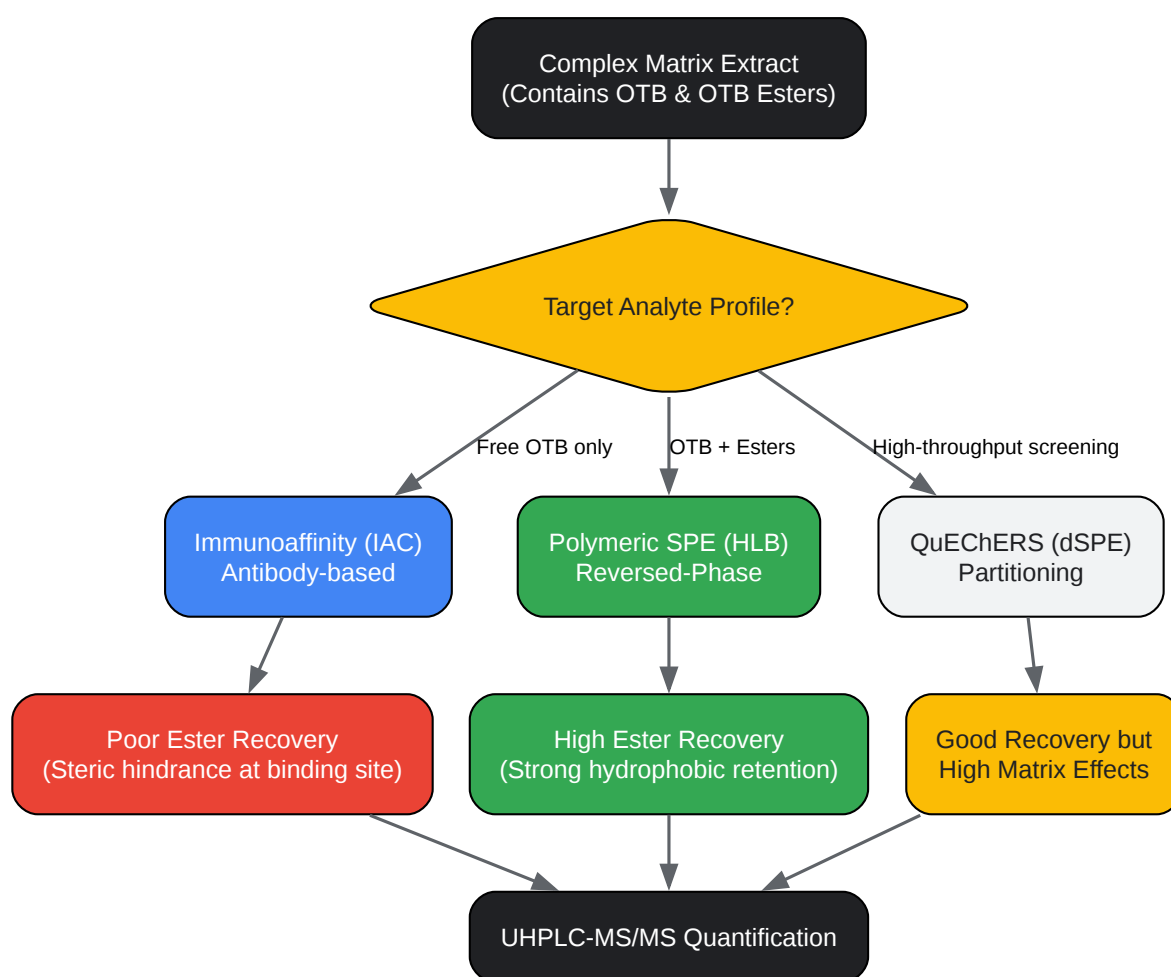 Complex Matrix Extract
(Contains OTB & OTB Esters)
Target Analyte Profile?
Free OTB only
OTB + Esters
High-throughput screening
Immunoaffinity (IAC)
Antibody-based
Polymeric SPE (HLB)
Reversed-Phase
QuEChERS (dSPE)
Partitioning
Poor Ester Recovery
(Steric hindrance at binding site)
High Ester Recovery
(Strong hydrophobic retention)
Good Recovery but
High Matrix Effects
UHPLC-MS/MS Quantification